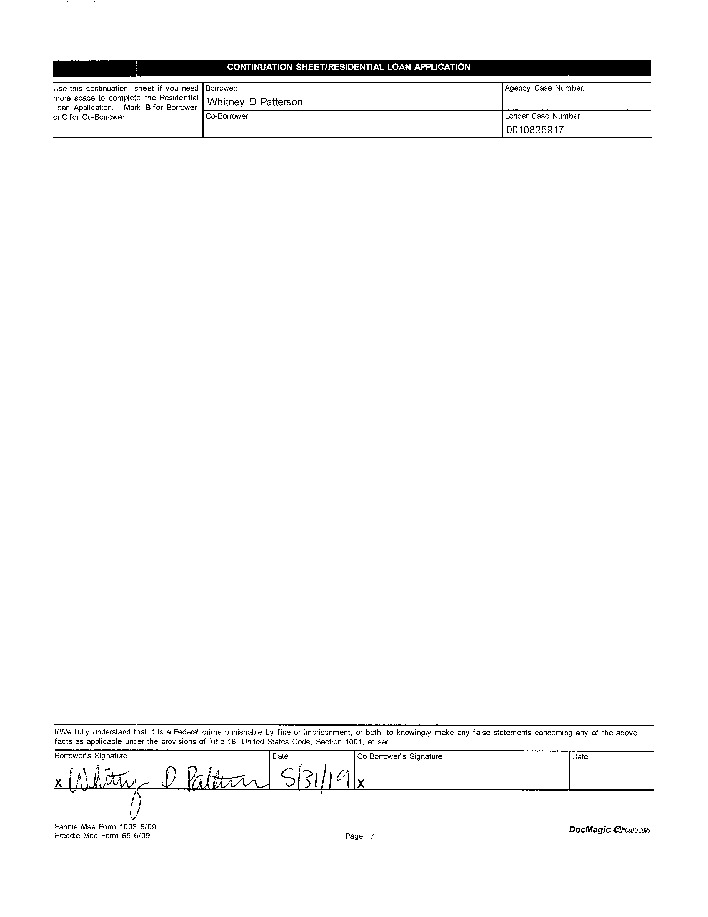 CONTINUATION SHEET/RESIDENTIAL LOAN APPLICATION
Use this continuation sheet if you need
more space to complete the Residential
Loan Application. Mark B for Borrower
or C for Co-Borrower
Borrower:
Whitney D Patterson
Agency Case Number:
Co-Borrower
Lender Case Number
I/We fully understand that it is a Federal crime punishable by fine or imprisonment, or both, to knowingly make any false statements concerning any of the above
facts as applicable under the provisions of Title 18, United States Code, Section 1001, et seq.
Borrower's Signature
Date
Co-Borrower's Signature
Date
x Whitney D Patterson
5/31/19
x
Fannie Mae Form 1003 6/09
Freddie Mac Form 65 6/09
Page
DocMagic